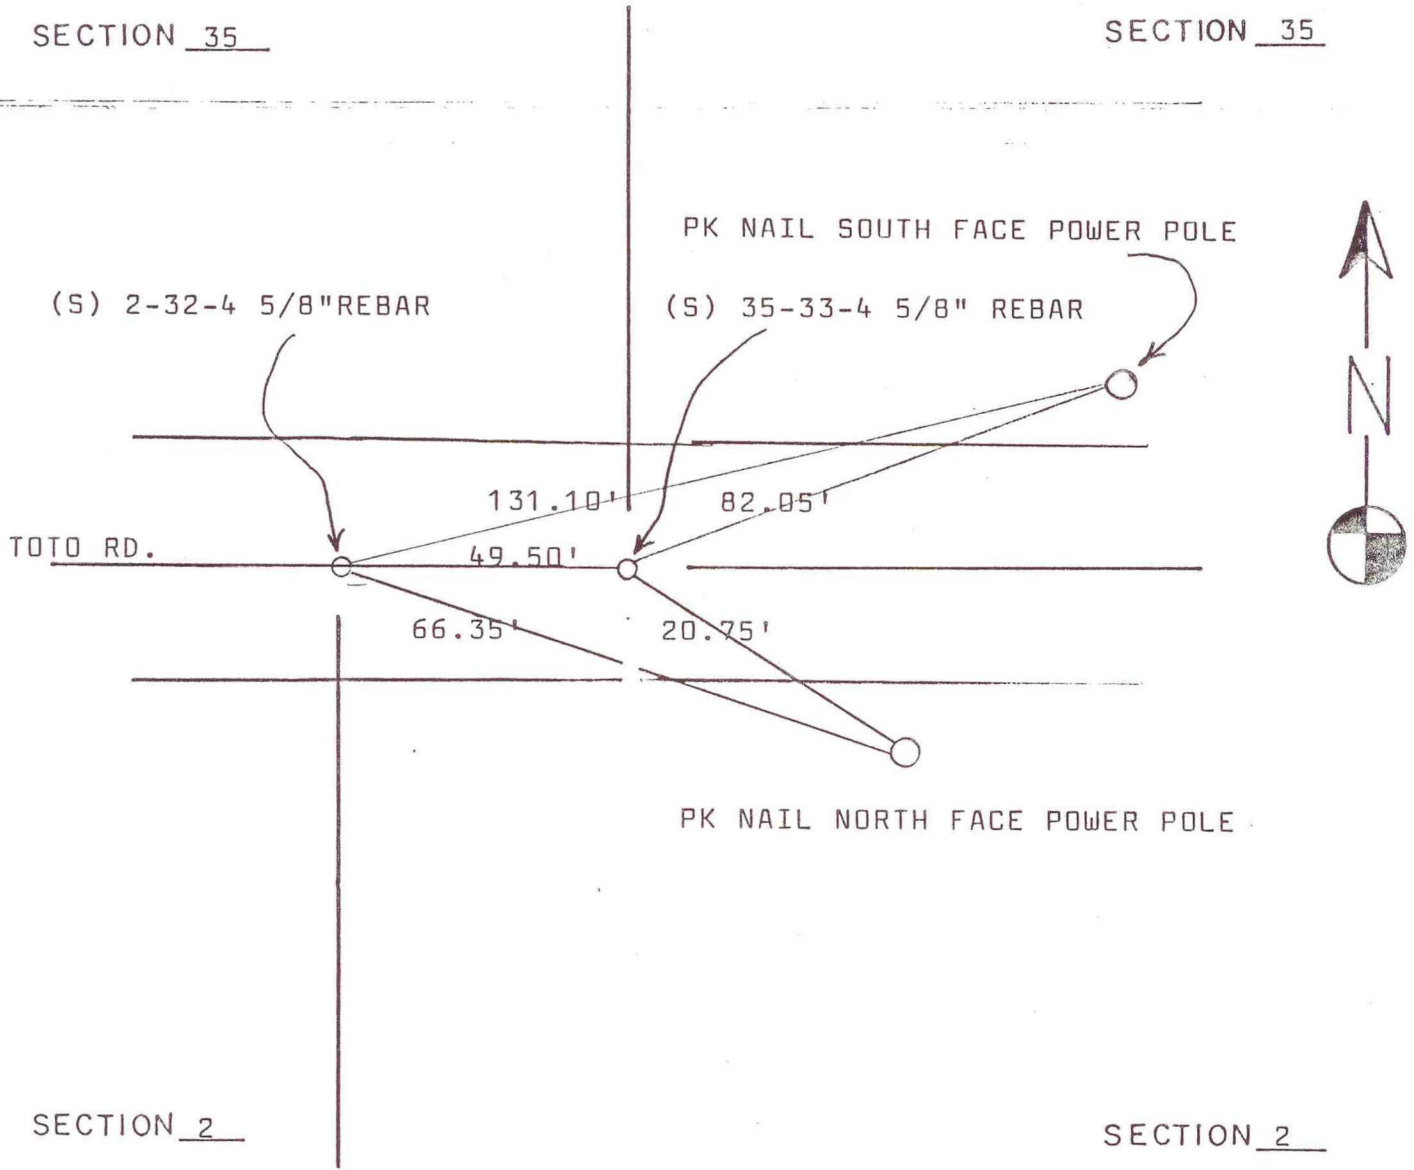 SECTION 35
SECTION 35
PK NAIL SOUTH FACE POWER POLE
(S) 2-32-4 5/8"REBAR
(S) 35-33-4 5/8" REBAR
N
131.10'
82.05'
TOTO RD.
49.50'
66.35'
20.75'
PK NAIL NORTH FACE POWER POLE
SECTION 2
SECTION 2